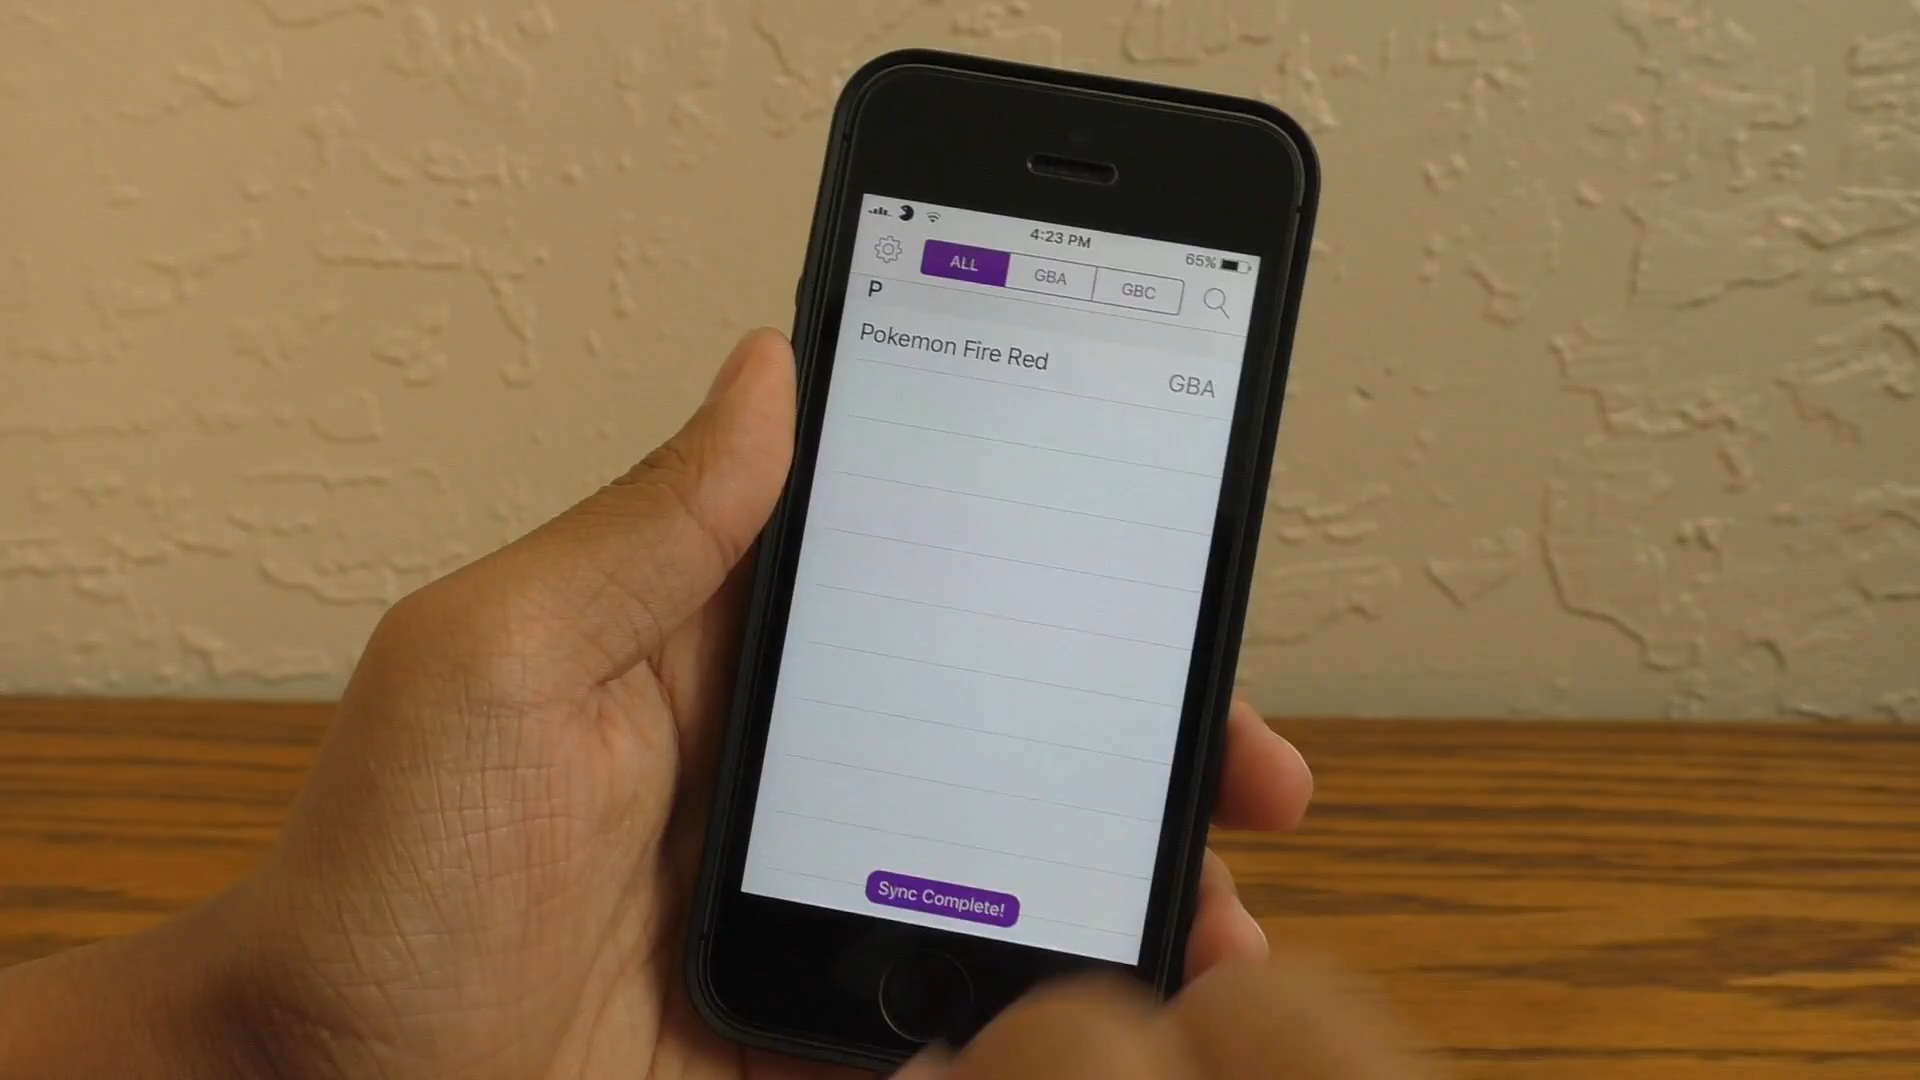 4:23 PM
65%
ALL GBA GBC
P
Pokemon Fire Red
GBA
Sync Complete!